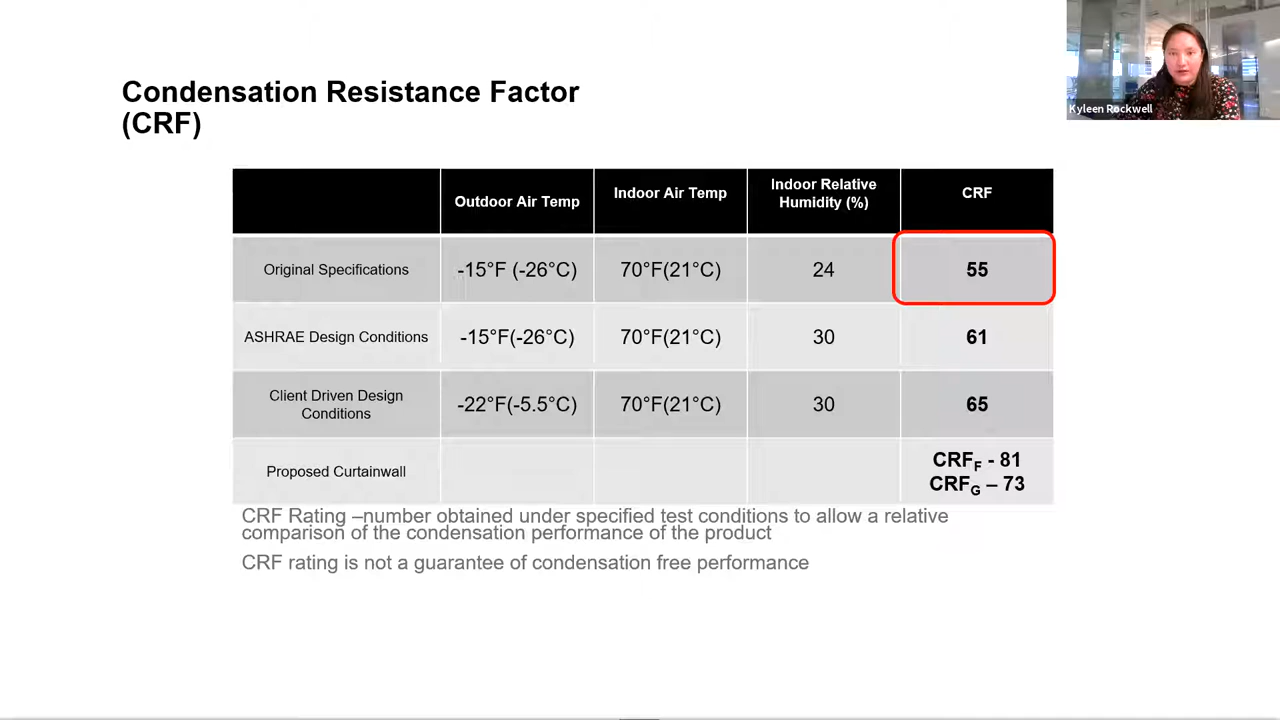 Kyleen Rockwell
Condensation Resistance Factor
(CRF)
Outdoor Air Temp
Indoor Air Temp
Indoor Relative
Humidity (%)
CRF
Original Specifications
-15°F (-26°C)
70°F(21°C)
24
55
ASHRAE Design Conditions
-15°F(-26°C)
70°F(21°C)
30
61
Client Driven Design
Conditions
-22°F(-5.5°C)
70°F(21°C)
30
65
Proposed Curtainwall
CRFF - 81
CRFG – 73
CRF Rating –number obtained under specified test conditions to allow a relative
comparison of the condensation performance of the product
CRF rating is not a guarantee of condensation free performance